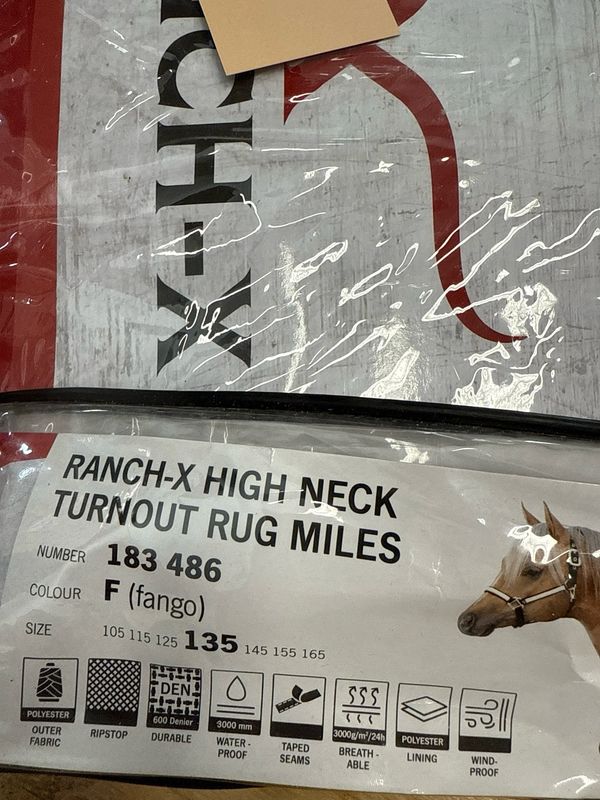 CH-X
RANCH-X HIGH NECK
TURNOUT RUG MILES
NUMBER 183 486
COLOUR F (fango)
SIZE 105 115 125 135 145 155 165
POLYESTER
OUTER
FABRIC
RIPSTOP
DEN
600 Denier
DURABLE
3000 mm
WATER-
PROOF
TAPED
SEAMS
3000g/m²/24h
BREATH-
ABLE
POLYESTER
LINING
WIND-
PROOF